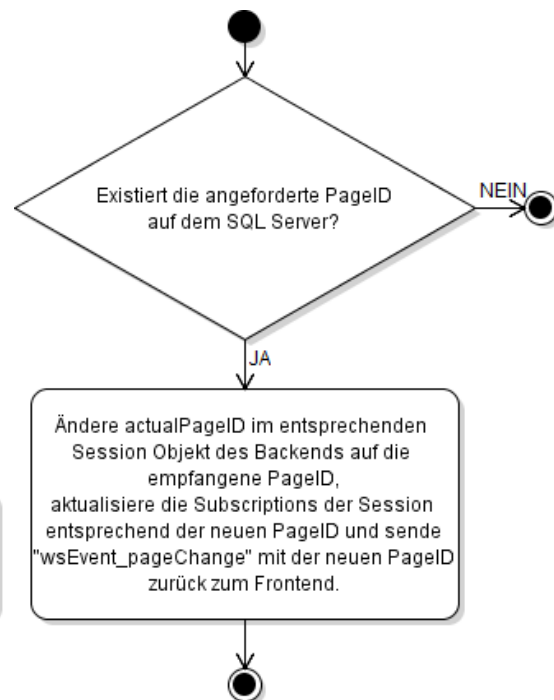 Existiert die angeforderte PageID
auf dem SQL Server?
NEIN
JA
Ändere actualPageID im entsprechenden
Session Objekt des Backends auf die
empfangene PageID,
aktualisiere die Subscriptions der Session
entsprechend der neuen PageID und sende
"wsEvent_pageChange" mit der neuen PageID
zurück zum Frontend.